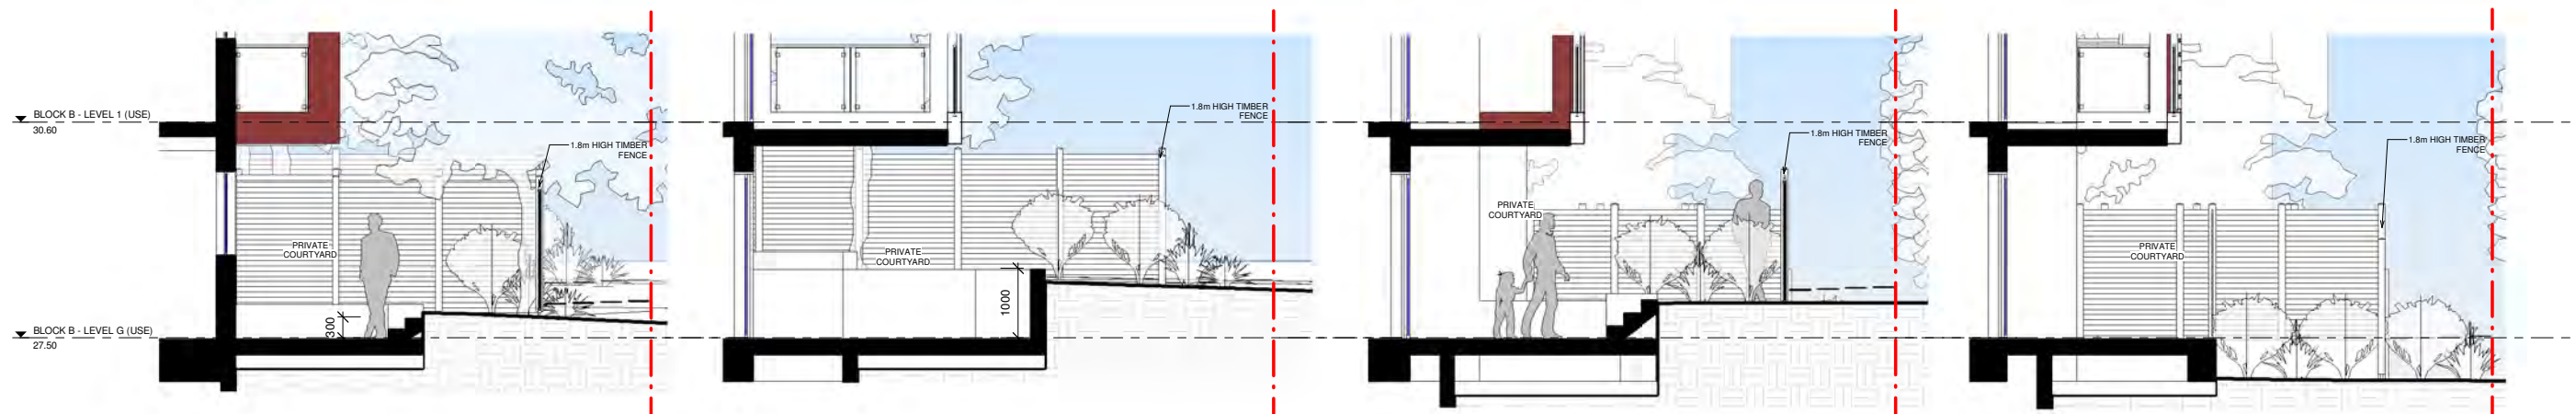 BLOCK B - LEVEL 1 (USE)
30.60
BLOCK B - LEVEL G (USE)
27.50
1.8m HIGH TIMBER
FENCE
PRIVATE
COURTYARD
300
1.8m HIGH TIMBER
FENCE
PRIVATE
COURTYARD
1000
1.8m HIGH TIMBER
FENCE
PRIVATE
COURTYARD
1.8m HIGH TIMBER
FENCE
PRIVATE
COURTYARD